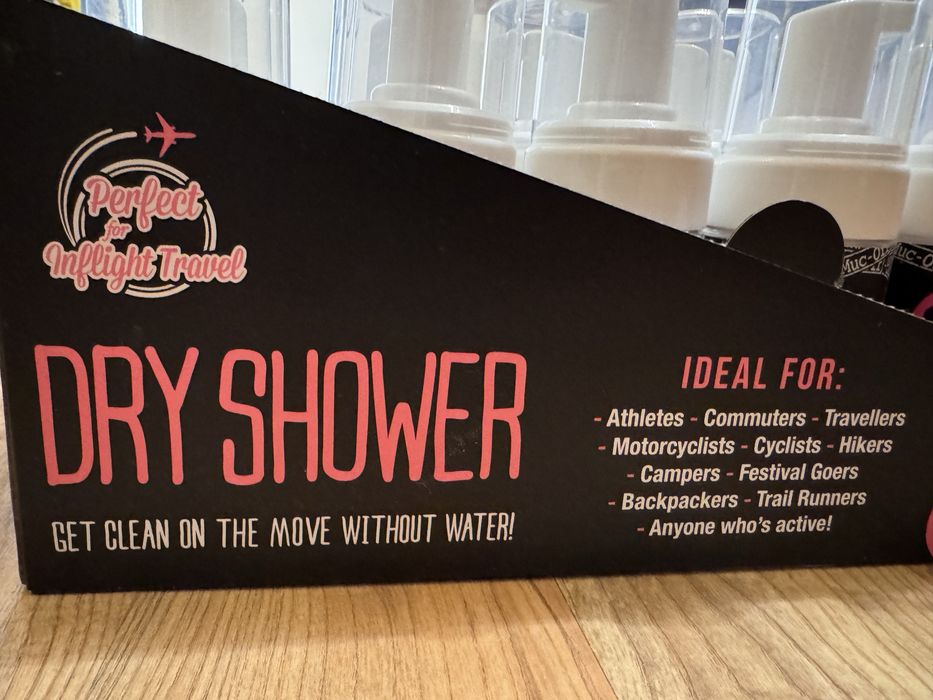 Perfect
for
Inflight Travel
DRY SHOWER
GET CLEAN ON THE MOVE WITHOUT WATER!
IDEAL FOR:
- Athletes - Commuters - Travellers
- Motorcyclists - Cyclists - Hikers
- Campers - Festival Goers
- Backpackers - Trail Runners
- Anyone who's active!